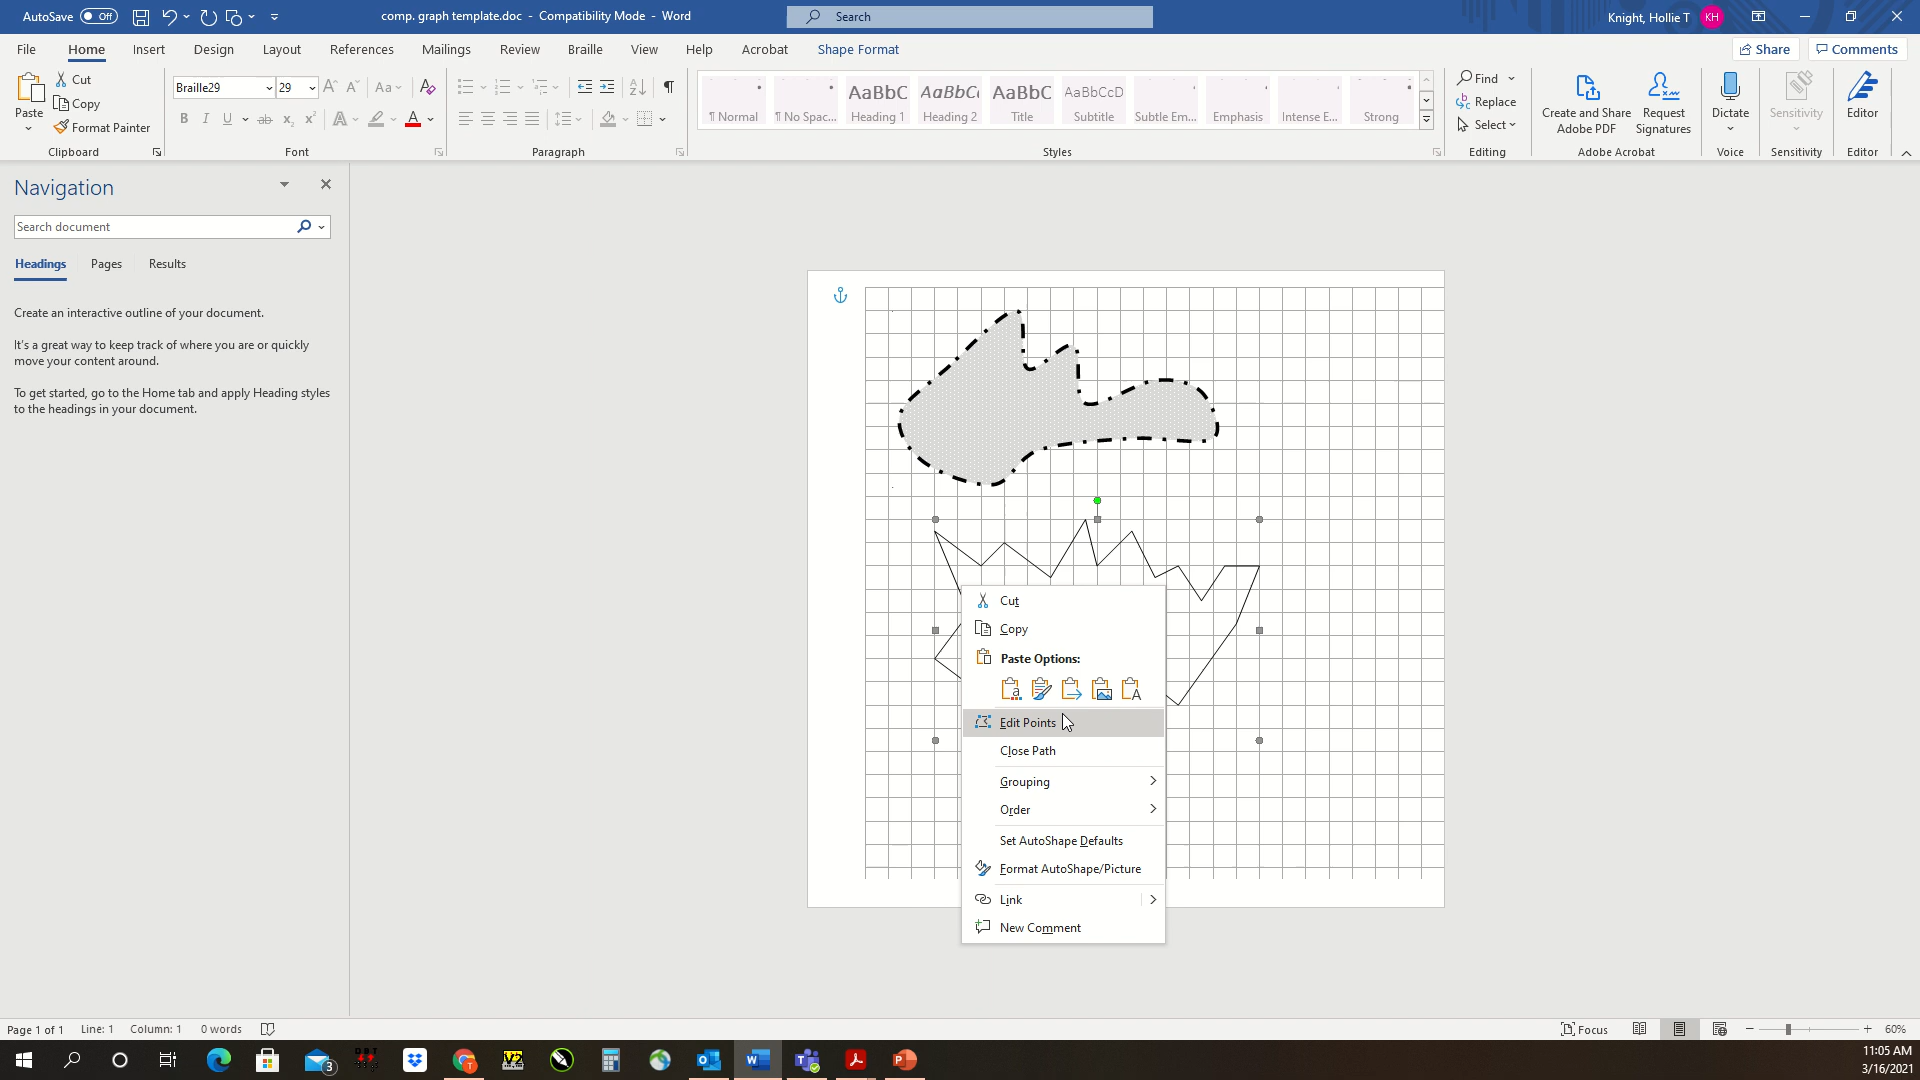 AutoSave Off comp. graph template.doc - Compatibility Mode - Word Search Knight, Hollie T KH
File Home Insert Design Layout References Mailings Review Braille View Help Acrobat Shape Format Share Comments
Paste Cut Copy Format Painter
Clipboard
Braille29 29 Aa
B I U ab x x A A
Font
Paragraph
¶ Normal ¶ No Spac... AaBbC Heading 1 AaBbC Heading 2 AaBbC Title AaBbCcD Subtitle Subtle Em... Emphasis Intense E... Strong
Styles
Find Replace Select
Editing
Create and Share Adobe PDF Request Signatures
Adobe Acrobat
Dictate
Voice
Sensitivity
Sensitivity
Editor
Editor
Navigation
Search document
Headings Pages Results
Create an interactive outline of your document.
It's a great way to keep track of where you are or quickly
move your content around.
To get started, go to the Home tab and apply Heading styles
to the headings in your document.
Cut
Copy
Paste Options:
Edit Points
Close Path
Grouping
Order
Set AutoShape Defaults
Format AutoShape/Picture
Link
New Comment
Page 1 of 1 Line: 1 Column: 1 0 words Focus 60%
3
11:05 AM
3/16/2021